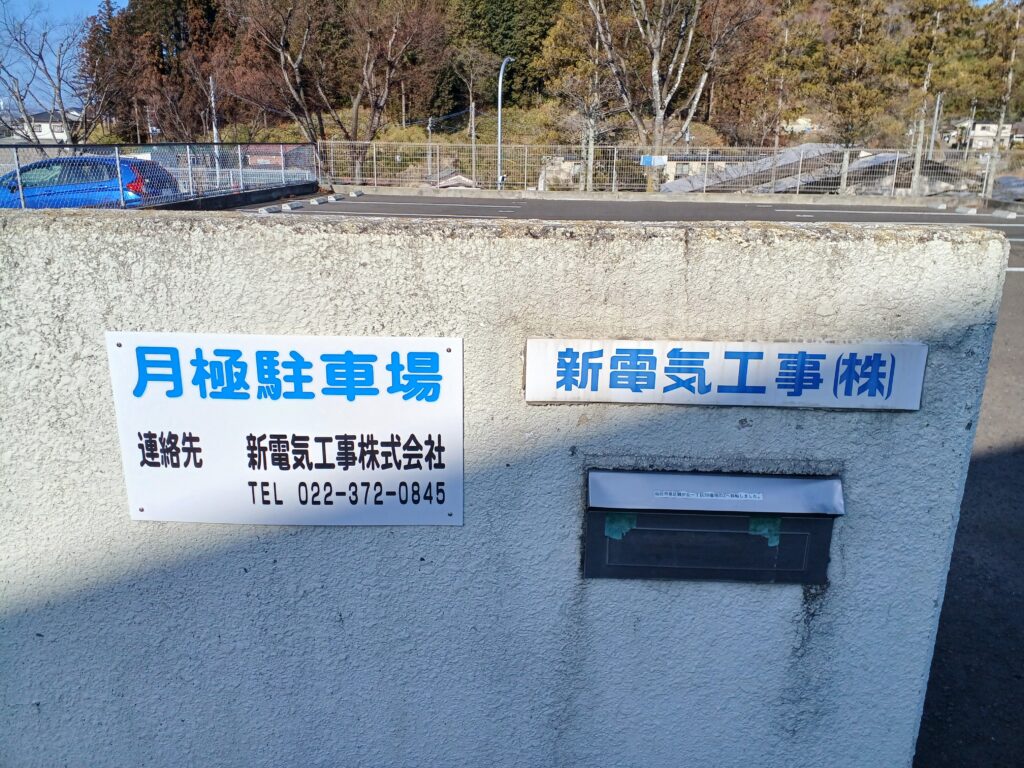 月極駐車場
連絡先 新電気工事株式会社
TEL 022-372-0845
新電気工事(株)